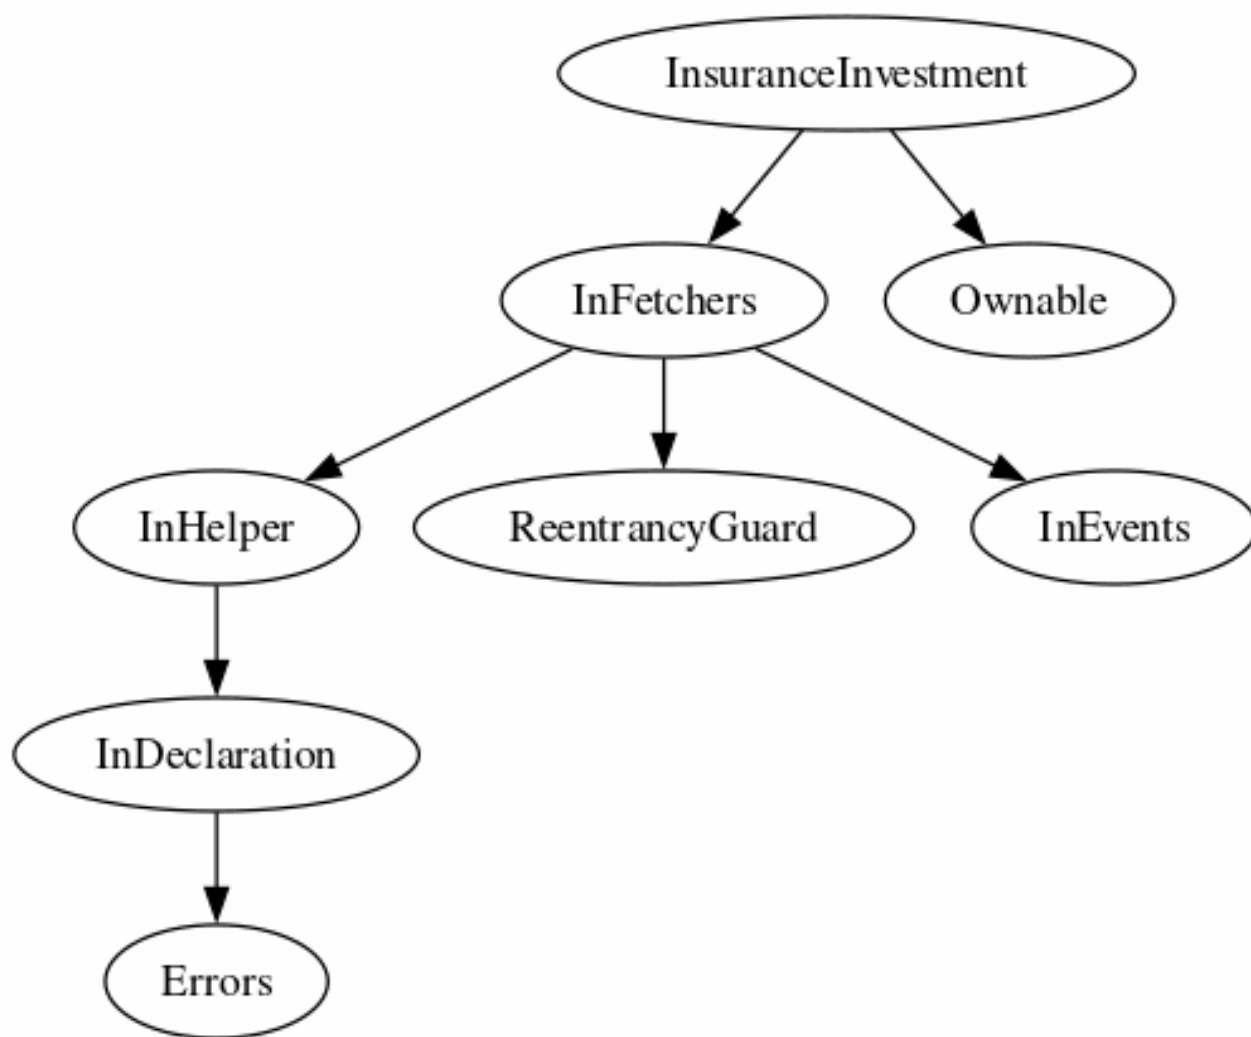 InsuranceInvestment
InFetchers
Ownable
InHelper
ReentrancyGuard
InEvents
InDeclaration
Errors